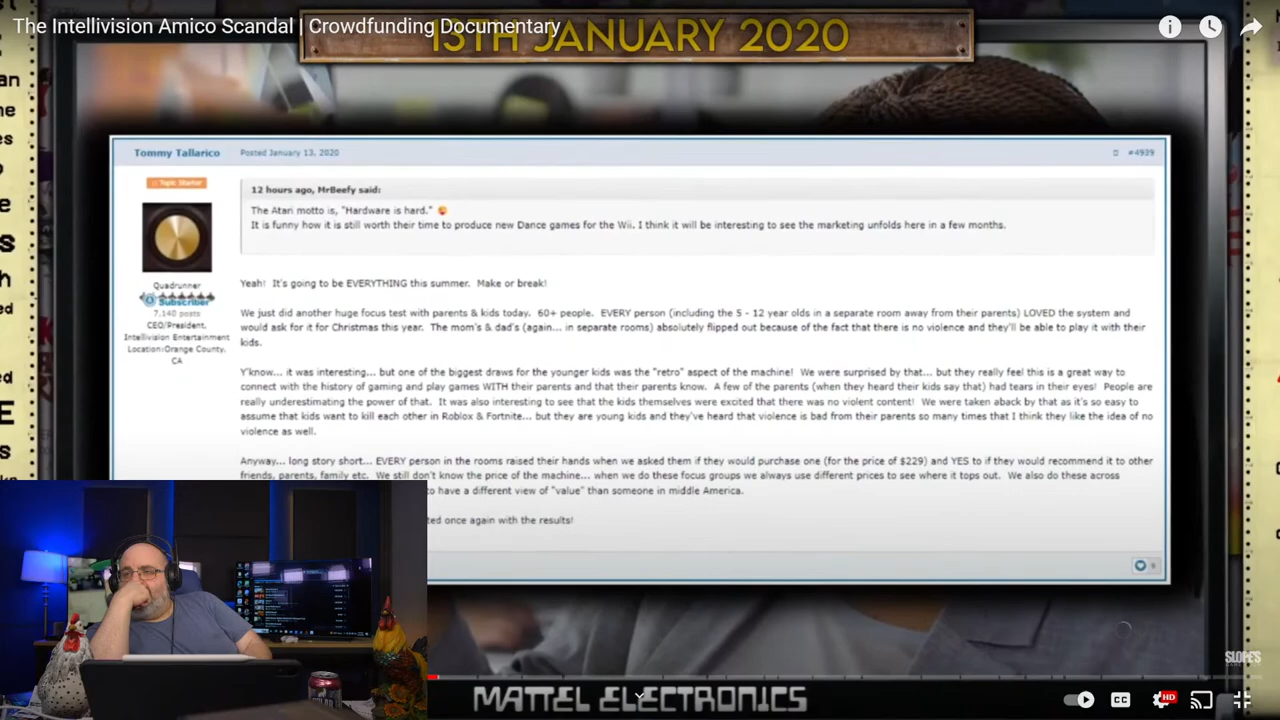 The Intellivision Amico Scandal | Crowdfunding Documentary
13TH JANUARY 2020
Tommy Tallarico
Posted January 13, 2020
#4939
Topic Starter
12 hours ago, MrBeefy said:
The Atari motto is, "Hardware is hard."
It is funny how it is still worth their time to produce new Dance games for the Wii. I think it will be interesting to see the marketing unfolds here in a few months.
Quadrunner
Subscriber
7,140 posts
CEO/President,
Intellivision Entertainment
Location:Orange County,
CA
Yeah! It's going to be EVERYTHING this summer. Make or break!
We just did another huge focus test with parents & kids today. 60+ people. EVERY person (including the 5 - 12 year olds in a separate room away from their parents) LOVED the system and
would ask for it for Christmas this year. The mom's & dad's (again... in separate rooms) absolutely flipped out because of the fact that there is no violence and they'll be able to play it with their
kids.
Y'know... it was interesting... but one of the biggest draws for the younger kids was the "retro" aspect of the machine! We were surprised by that... but they really feel this is a great way to
connect with the history of gaming and play games WITH their parents and that their parents know. A few of the parents (when they heard their kids say that) had tears in their eyes! People are
really underestimating the power of that. It was also interesting to see that the kids themselves were excited that there was no violent content! We were taken aback by that as it's so easy to
assume that kids want to kill each other in Roblox & Fortnite... but they are young kids and they've heard that violence is bad from their parents so many times that I think they like the idea of no
violence as well.
Anyway... long story short... EVERY person in the rooms raised their hands when we asked them if they would purchase one (for the price of $229) and YES to if they would recommend it to other
friends, parents, family etc. We still don't know the price of the machine... when we do these focus groups we always use different prices to see where it tops out. We also do these across
to have a different view of "value" than someone in middle America.
ted once again with the results!
SLOPE'S
MATTEL ELECTRONICS
CC
HD